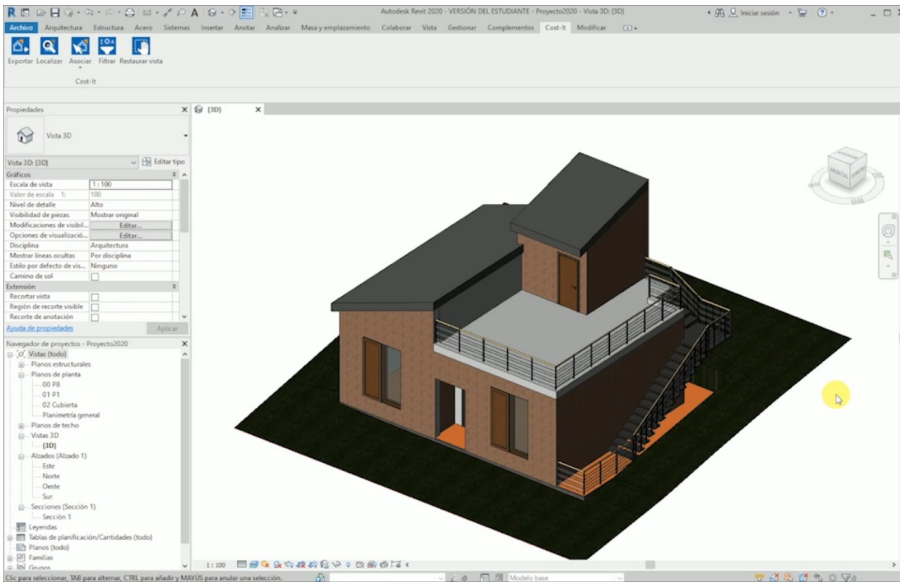 Autodesk Revit 2020 - VERSIÓN DEL ESTUDIANTE - Proyecto2020 - Vista 3D: {3D}
Iniciar sesión
Archivo Arquitectura Estructura Acero Sistemas Insertar Anotar Analizar Masa y emplazamiento Colaborar Vista Gestionar Complementos Cost-It Modificar
Exportar Localizar Asociar Filtrar Restaurar vista
Cost-It
Propiedades
{3D}
Vista 3D
Vista 3D: {3D}
Editar tipo
Gráficos
Escala de vista 1 : 100
Valor de escala 1: 100
Nivel de detalle Alto
Visibilidad de piezas Mostrar original
Modificaciones de visibil... Editar...
Opciones de visualizació... Editar...
Disciplina Arquitectura
Mostrar líneas ocultas Por disciplina
Estilo por defecto de vis... Ninguno
Camino de sol
Extensión
Recortar vista
Región de recorte visible
Recorte de anotación
Ayuda de propiedades
Aplicar
Navegador de proyectos - Proyecto2020
Vistas (todo)
Planos estructurales
Planos de planta
00 PB
01 P1
02 Cubierta
Planimetría general
Planos de techo
Vistas 3D
{3D}
Alzados (Alzado 1)
Este
Norte
Oeste
Sur
Secciones (Sección 1)
Sección 1
Leyendas
Tablas de planificación/Cantidades (todo)
Planos (todo)
Familias
Grupos
1 : 100
Clic para seleccionar, TAB para alternar, CTRL para añadir y MAYÚS para anular una selección.
Modelo base